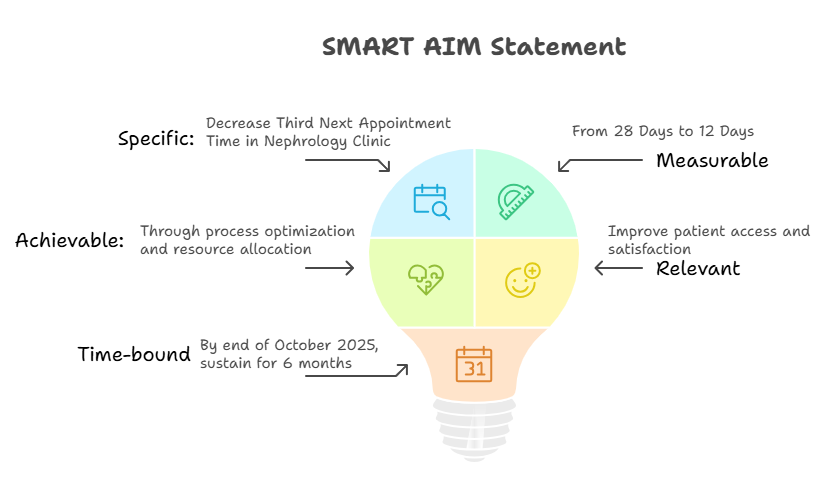 SMART AIM Statement
Specific:
Decrease Third Next Appointment
Time in Nephrology Clinic
From 28 Days to 12 Days
Measurable
Achievable:
Through process optimization
and resource allocation
Improve patient access and
satisfaction
Relevant
Time-bound
By end of October 2025,
sustain for 6 months
31